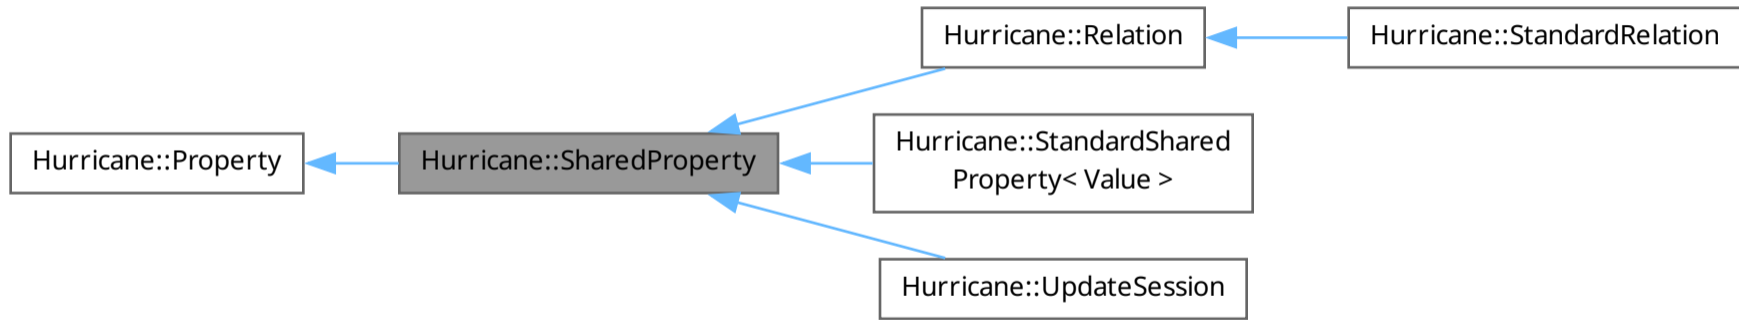 Hurricane::Property
Hurricane::SharedProperty
Hurricane::Relation
Hurricane::StandardRelation
Hurricane::StandardShared
Property< Value >
Hurricane::UpdateSession